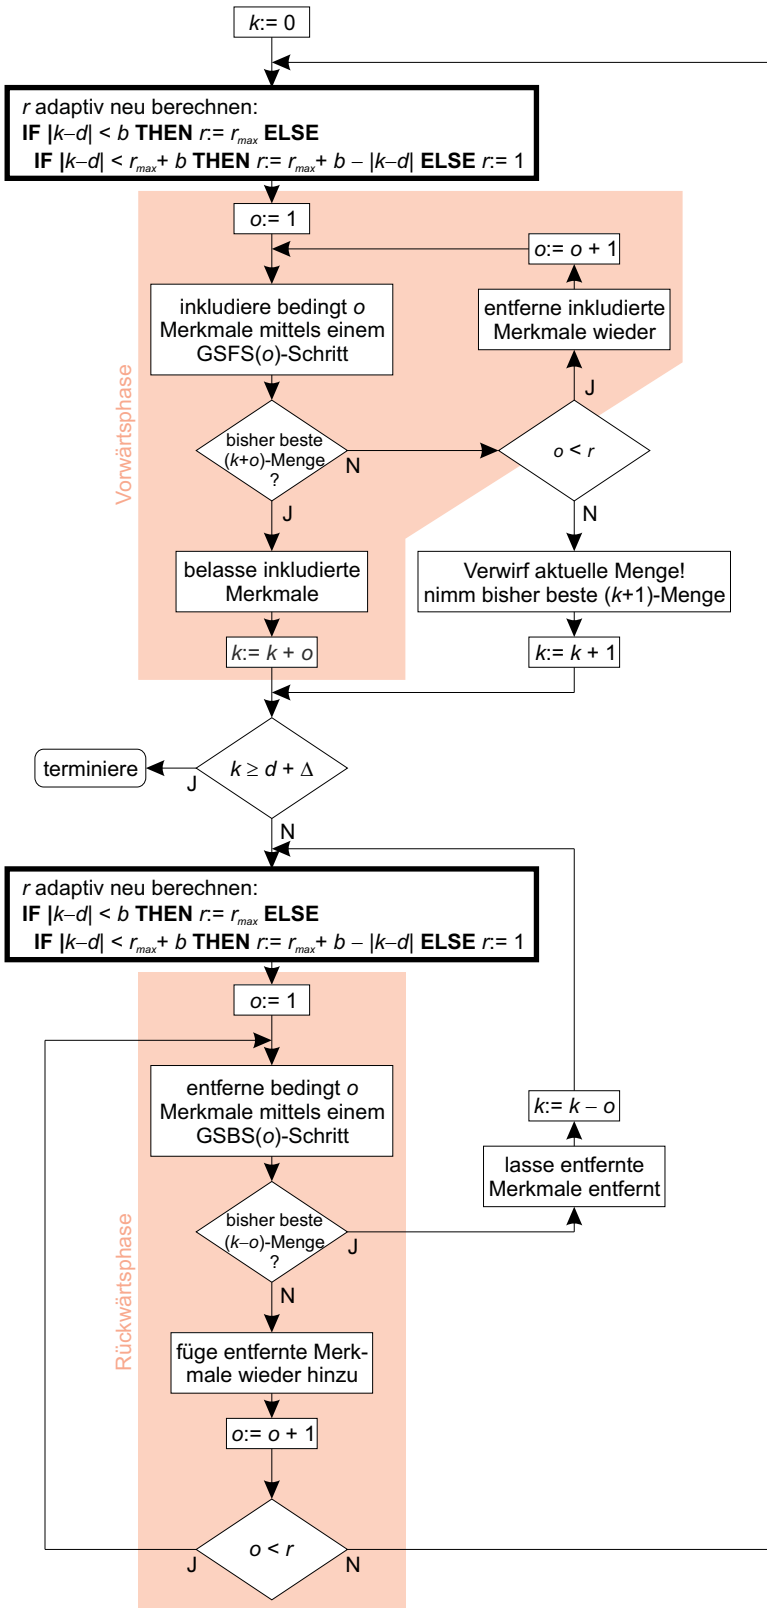 k:= 0
r adaptiv neu berechnen:
IF |k–d| < b THEN r:= rmax ELSE
IF |k–d| < rmax+ b THEN r:= rmax+ b – |k–d| ELSE r:= 1
Vorwärtsphase
o:= 1
o:= o + 1
inkludiere bedingt o
Merkmale mittels einem
GSFS(o)-Schritt
entferne inkludierte
Merkmale wieder
J
bisher beste
(k+o)-Menge
?
N
o < r
J
N
belasse inkludierte
Merkmale
Verwirf aktuelle Menge!
nimm bisher beste (k+1)-Menge
k:= k + o
k:= k + 1
k ≥ d + Δ
terminiere
J
N
r adaptiv neu berechnen:
IF |k–d| < b THEN r:= rmax ELSE
IF |k–d| < rmax+ b THEN r:= rmax+ b – |k–d| ELSE r:= 1
Rückwärtsphase
o:= 1
entferne bedingt o
Merkmale mittels einem
GSBS(o)-Schritt
k:= k – o
lasse entfernte
Merkmale entfernt
bisher beste
(k–o)-Menge
?
J
N
füge entfernte Merk-
male wieder hinzu
o:= o + 1
o < r
J
N